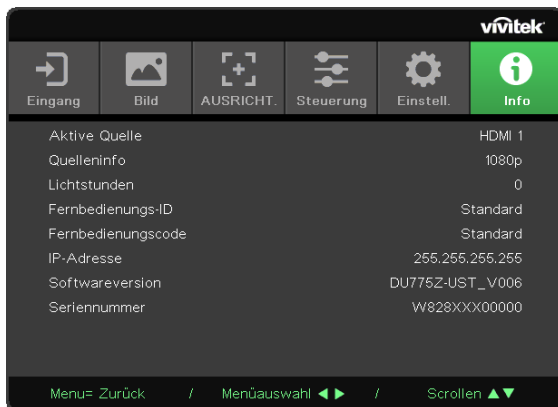 vivitek
Eingang Bild AUSRICHT. Steuerung Einstell. Info
Aktive Quelle HDMI 1
Quelleninfo 1080p
Lichtstunden 0
Fernbedienungs-ID Standard
Fernbedienungscode Standard
IP-Adresse 255.255.255.255
Softwareversion DU775Z-UST_V006
Seriennummer W828XXX00000
Menu= Zurück / Menüauswahl ◀ ▶ / Scrollen ▲▼